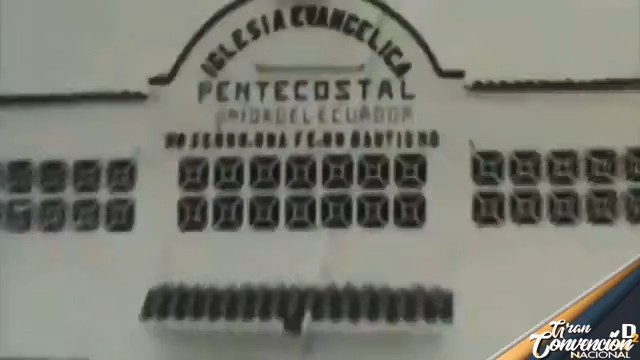 IGLESIA EVANGELICA
PENTECOSTAL
UNIDA DEL ECUADOR
UN SEÑOR, UNA FE, UN BAUTISMO
Gran
Convención
NACIONAL